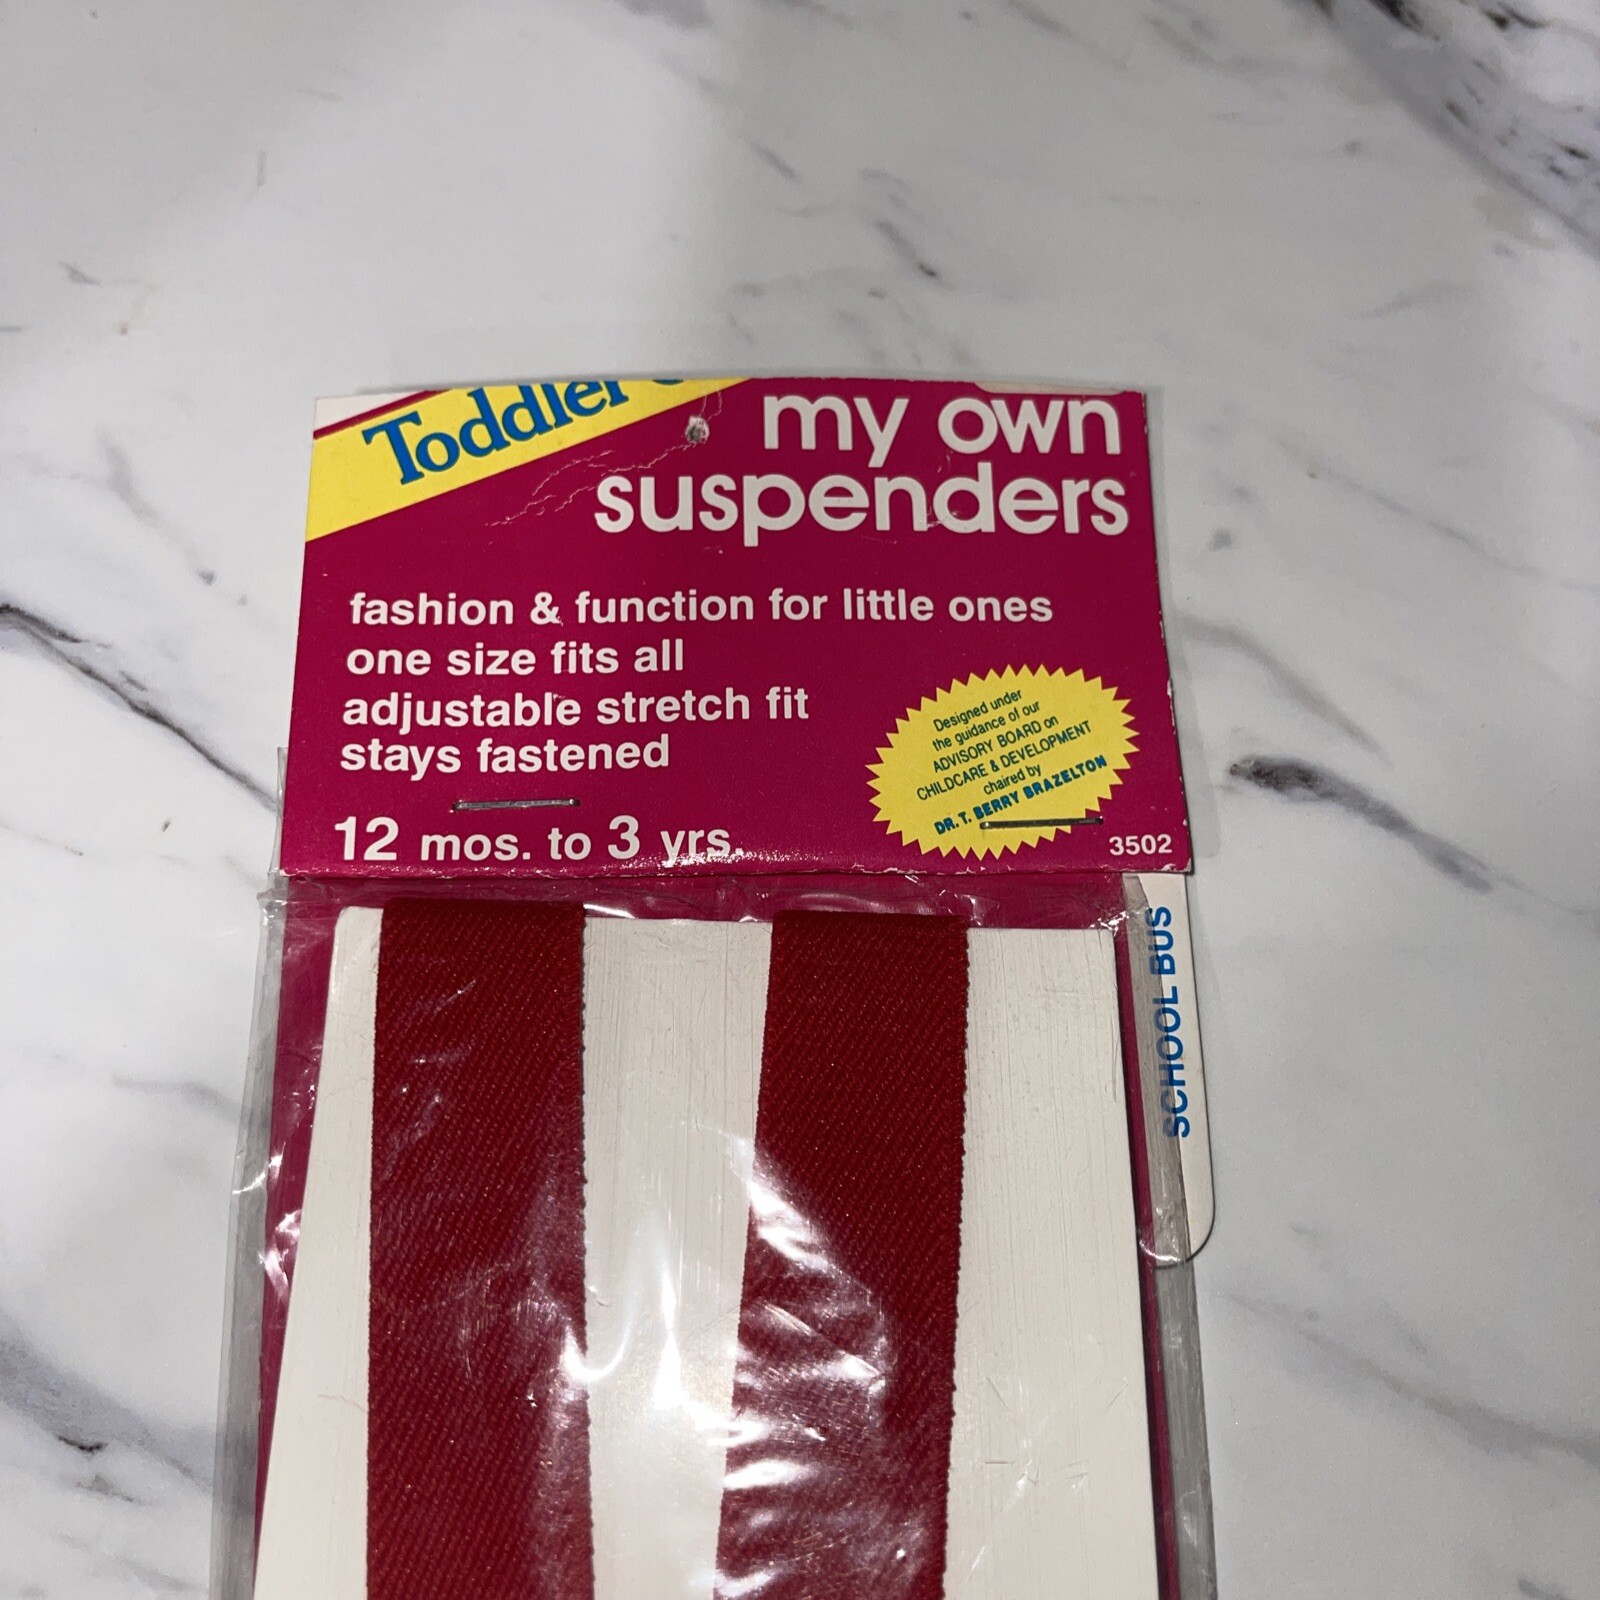 Toddler
my own
suspenders
fashion & function for little ones
one size fits all
adjustable stretch fit
stays fastened
12 mos. to 3 yrs.
Designed under
the guidance of our
ADVISORY BOARD on
CHILDCARE & DEVELOPMENT
chaired by
DR. T. BERRY BRAZELTON
3502
SCHOOL BUS